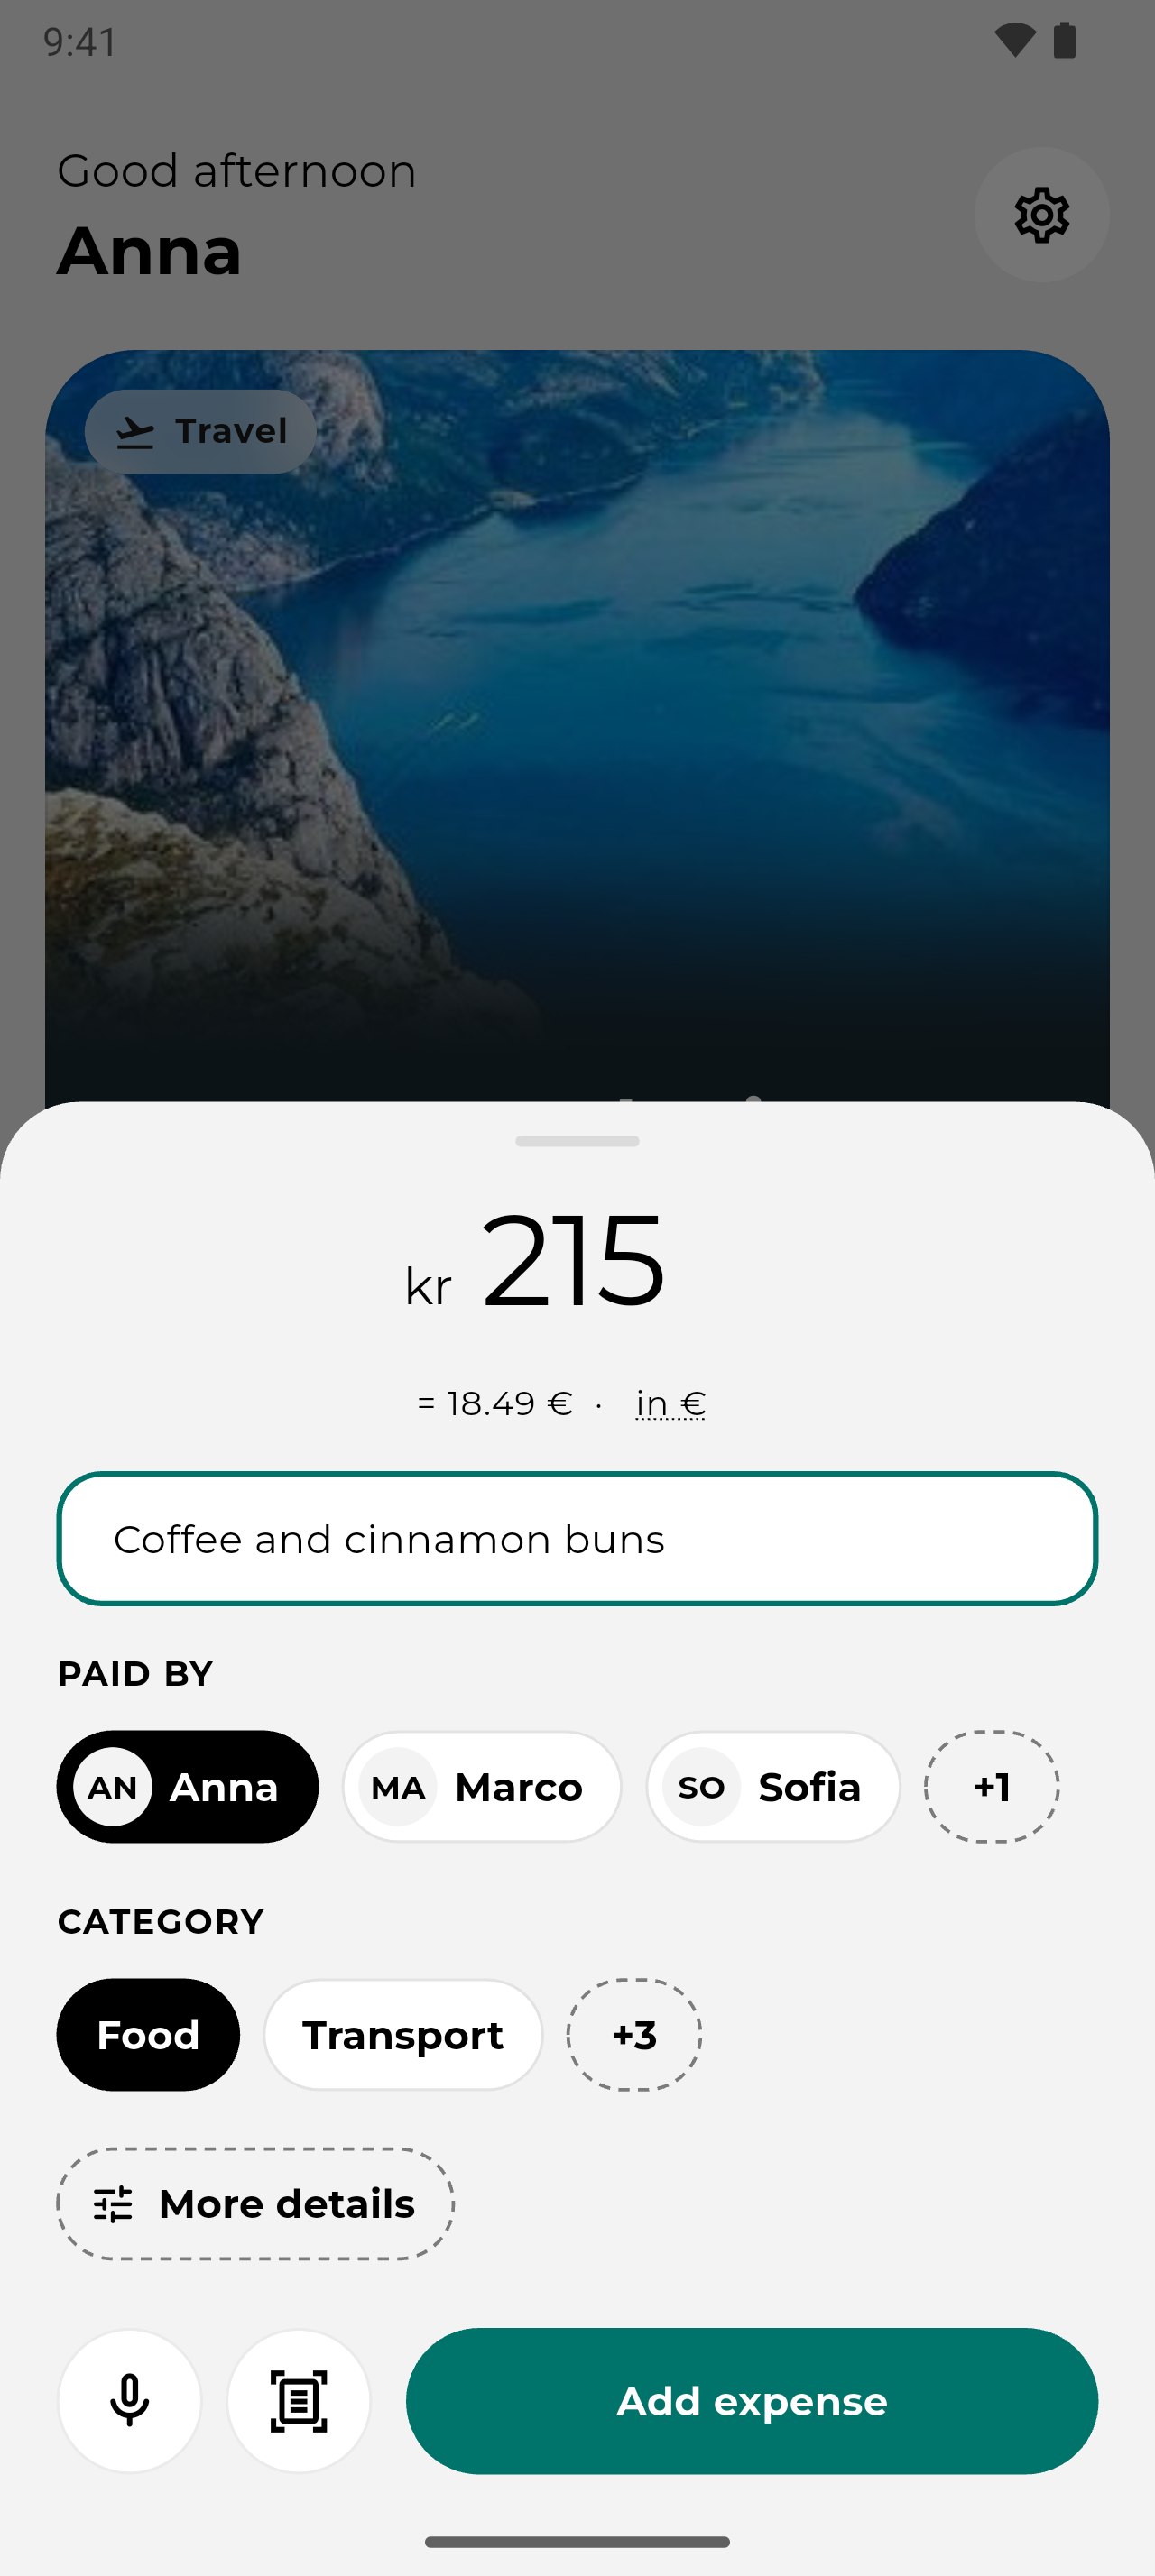 9:41
Good afternoon
Anna
Travel
kr 215
= 18.49 € · in €
Coffee and cinnamon buns
PAID BY
AN Anna MA Marco SO Sofia +1
CATEGORY
Food Transport +3
More details
Add expense